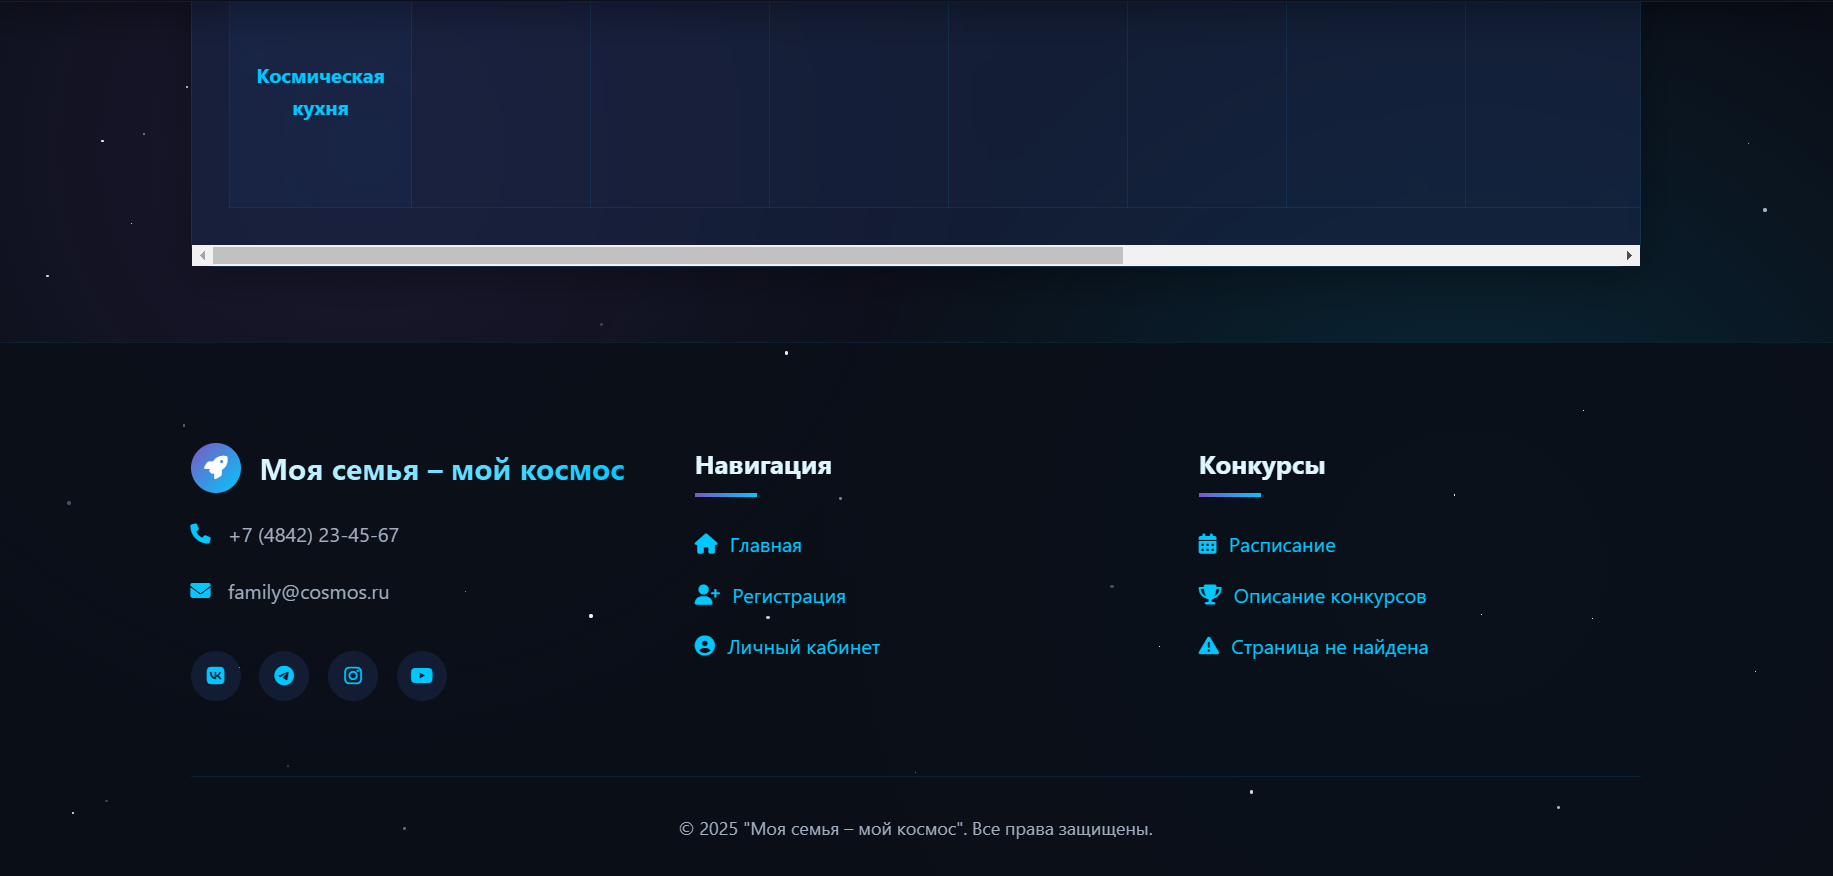 Космическая
кухня
Моя семья – мой космос
+7 (4842) 23-45-67
family@cosmos.ru
Навигация
Главная
Регистрация
Личный кабинет
Конкурсы
Расписание
Описание конкурсов
Страница не найдена
© 2025 "Моя семья – мой космос". Все права защищены.